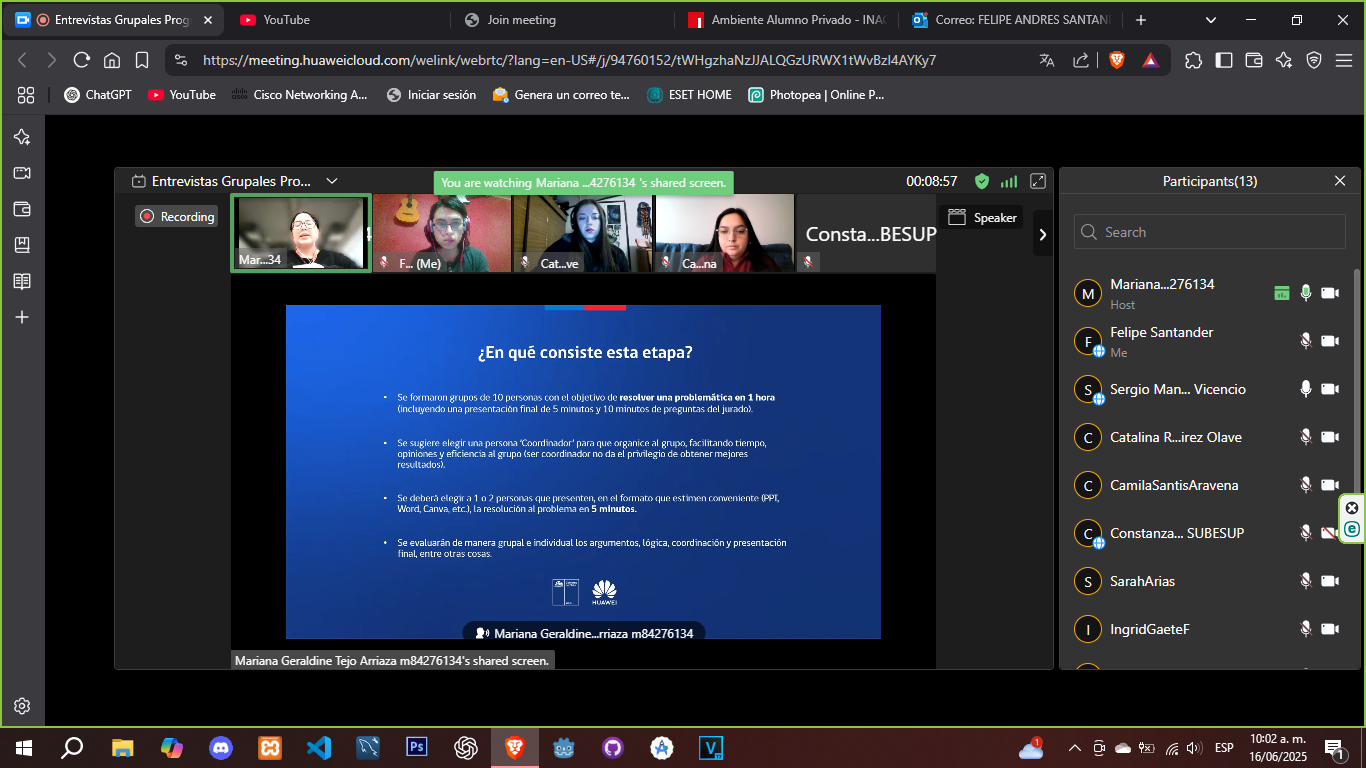 Entrevistas Grupales Prog
YouTube
Join meeting
Ambiente Alumno Privado - INAC
Correo: FELIPE ANDRES SANTAN
https://meeting.huaweicloud.com/welink/webrtc/?lang=en-US#/j/94760152/tWHgzhaNzJJALQGzURWX1tWvBzI4AYKy7
ChatGPT
YouTube
Cisco Networking A...
Iniciar sesión
Genera un correo te...
ESET HOME
Photopea | Online P...
Entrevistas Grupales Pro...
You are watching Mariana ...4276134 's shared screen.
00:08:57
Recording
Mar...34
F... (Me)
Cat...ve
Ca...na
Consta...BESUP
Speaker
¿En qué consiste esta etapa?
• Se formaron grupos de 10 personas con el objetivo de resolver una problemática en 1 hora
(incluyendo una presentación final de 5 minutos y 10 minutos de preguntas del jurado).
• Se sugiere elegir una persona 'Coordinador' para que organice al grupo, facilitando tiempo,
opiniones y eficiencia al grupo (ser coordinador no da el privilegio de obtener mejores
resultados).
• Se deberá elegir a 1 o 2 personas que presenten, en el formato que estimen conveniente (PPT,
Word, Canva, etc.), la resolución al problema en 5 minutos.
• Se evaluarán de manera grupal e individual los argumentos, lógica, coordinación y presentación
final, entre otras cosas.
HUAWEI
Mariana Geraldine...rriaza m84276134
Mariana Geraldine Tejo Arriaza m84276134's shared screen.
Participants(13)
Search
M
Mariana...276134
Host
F
Felipe Santander
Me
S
Sergio Man... Vicencio
C
Catalina R...irez Olave
C
CamilaSantisAravena
C
Constanza... SUBESUP
S
SarahArias
I
IngridGaeteF
e
Ps
V
1
ESP
10:02 a. m.
16/06/2025
1